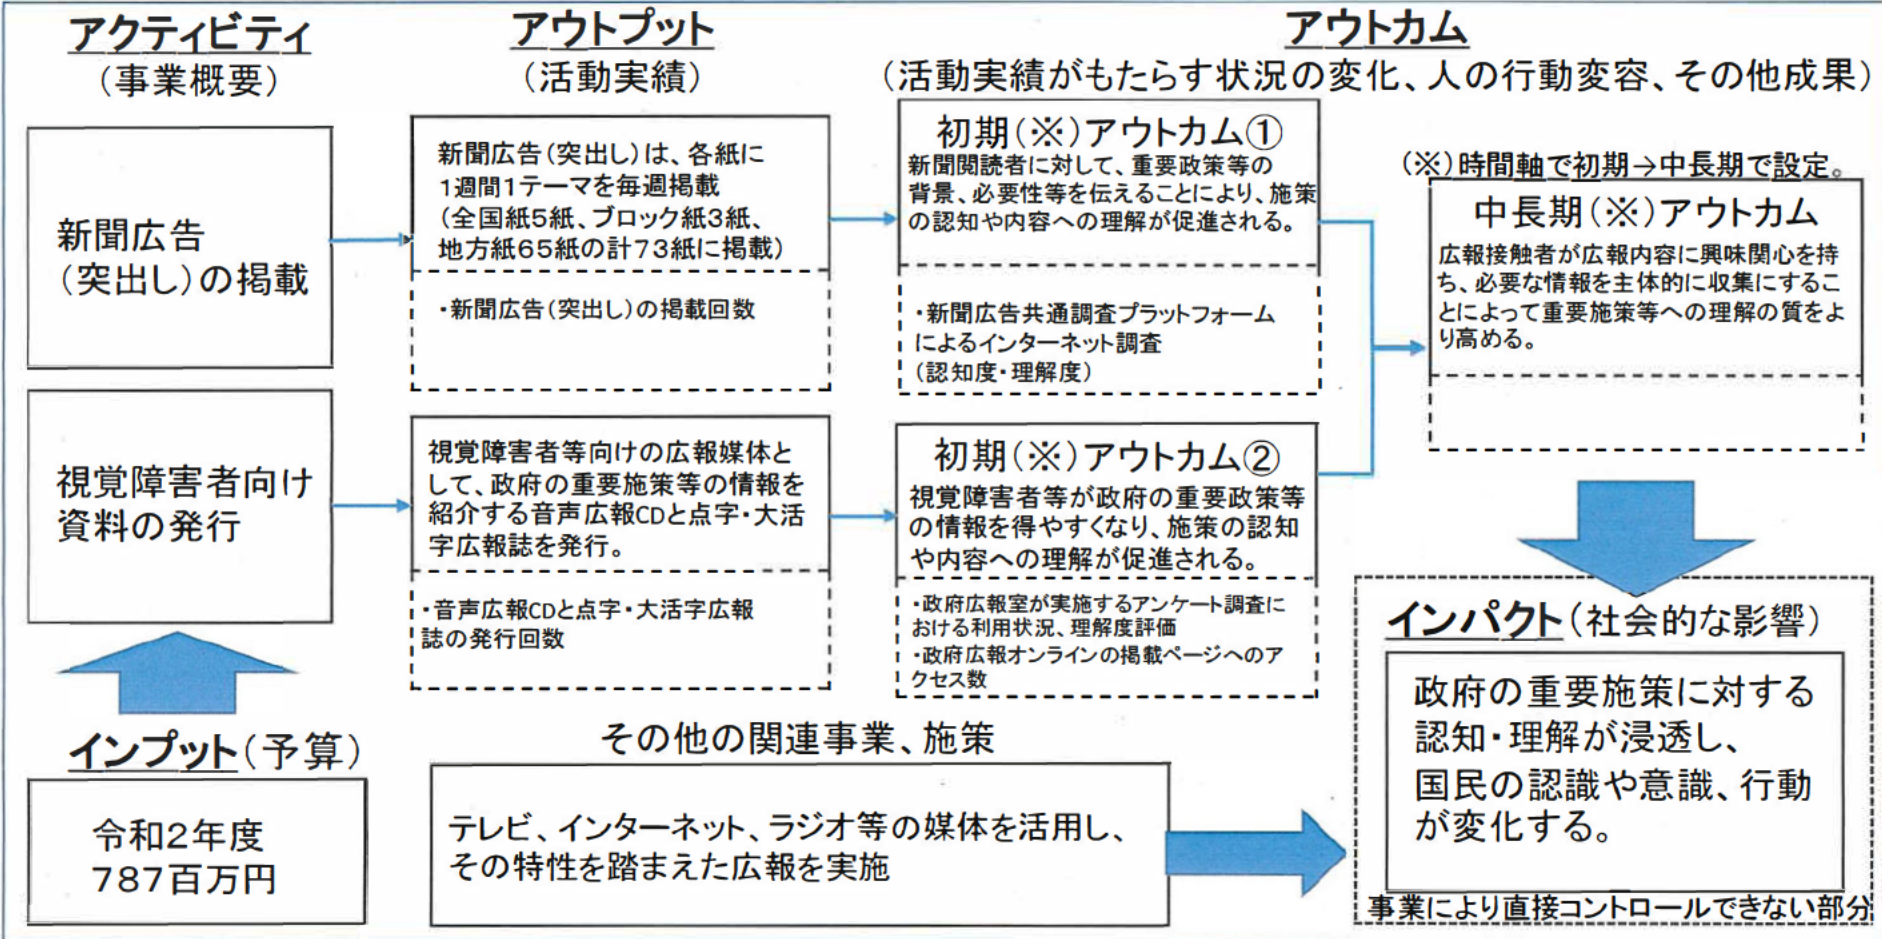 アクティビティ
(事業概要)
新聞広告
(突出し)の掲載
視覚障害者向け
資料の発行
インプット(予算)
令和2年度
787百万円
アウトプット
(活動実績)
新聞広告(突出し)は、各紙に
1週間1テーマを毎週掲載
(全国紙5紙、ブロック紙3紙、
地方紙65紙の計73紙に掲載)
・新聞広告(突出し)の掲載回数
視覚障害者等向けの広報媒体と
して、政府の重要施策等の情報を
紹介する音声広報CDと点字・大活
字広報誌を発行。
・音声広報CDと点字・大活字広報
誌の発行回数
アウトカム
(活動実績がもたらす状況の変化、人の行動変容、その他成果)
初期(※)アウトカム①
新聞閲読者に対して、重要政策等の
背景、必要性等を伝えることにより、施策
の認知や内容への理解が促進される。
・新聞広告共通調査プラットフォーム
によるインターネット調査
(認知度・理解度)
初期(※)アウトカム②
視覚障害者等が政府の重要政策等
の情報を得やすくなり、施策の認知
や内容への理解が促進される。
・政府広報室が実施するアンケート調査に
おける利用状況、理解度評価
・政府広報オンラインの掲載ページへのア
クセス数
(※)時間軸で初期→中長期で設定。
中長期(※)アウトカム
広報接触者が広報内容に興味関心を持
ち、必要な情報を主体的に収集にするこ
とによって重要施策等への理解の質をよ
り高める。
その他の関連事業、施策
テレビ、インターネット、ラジオ等の媒体を活用し、
その特性を踏まえた広報を実施
インパクト(社会的な影響)
政府の重要施策に対する
認知・理解が浸透し、
国民の認識や意識、行動
が変化する。
事業により直接コントロールできない部分